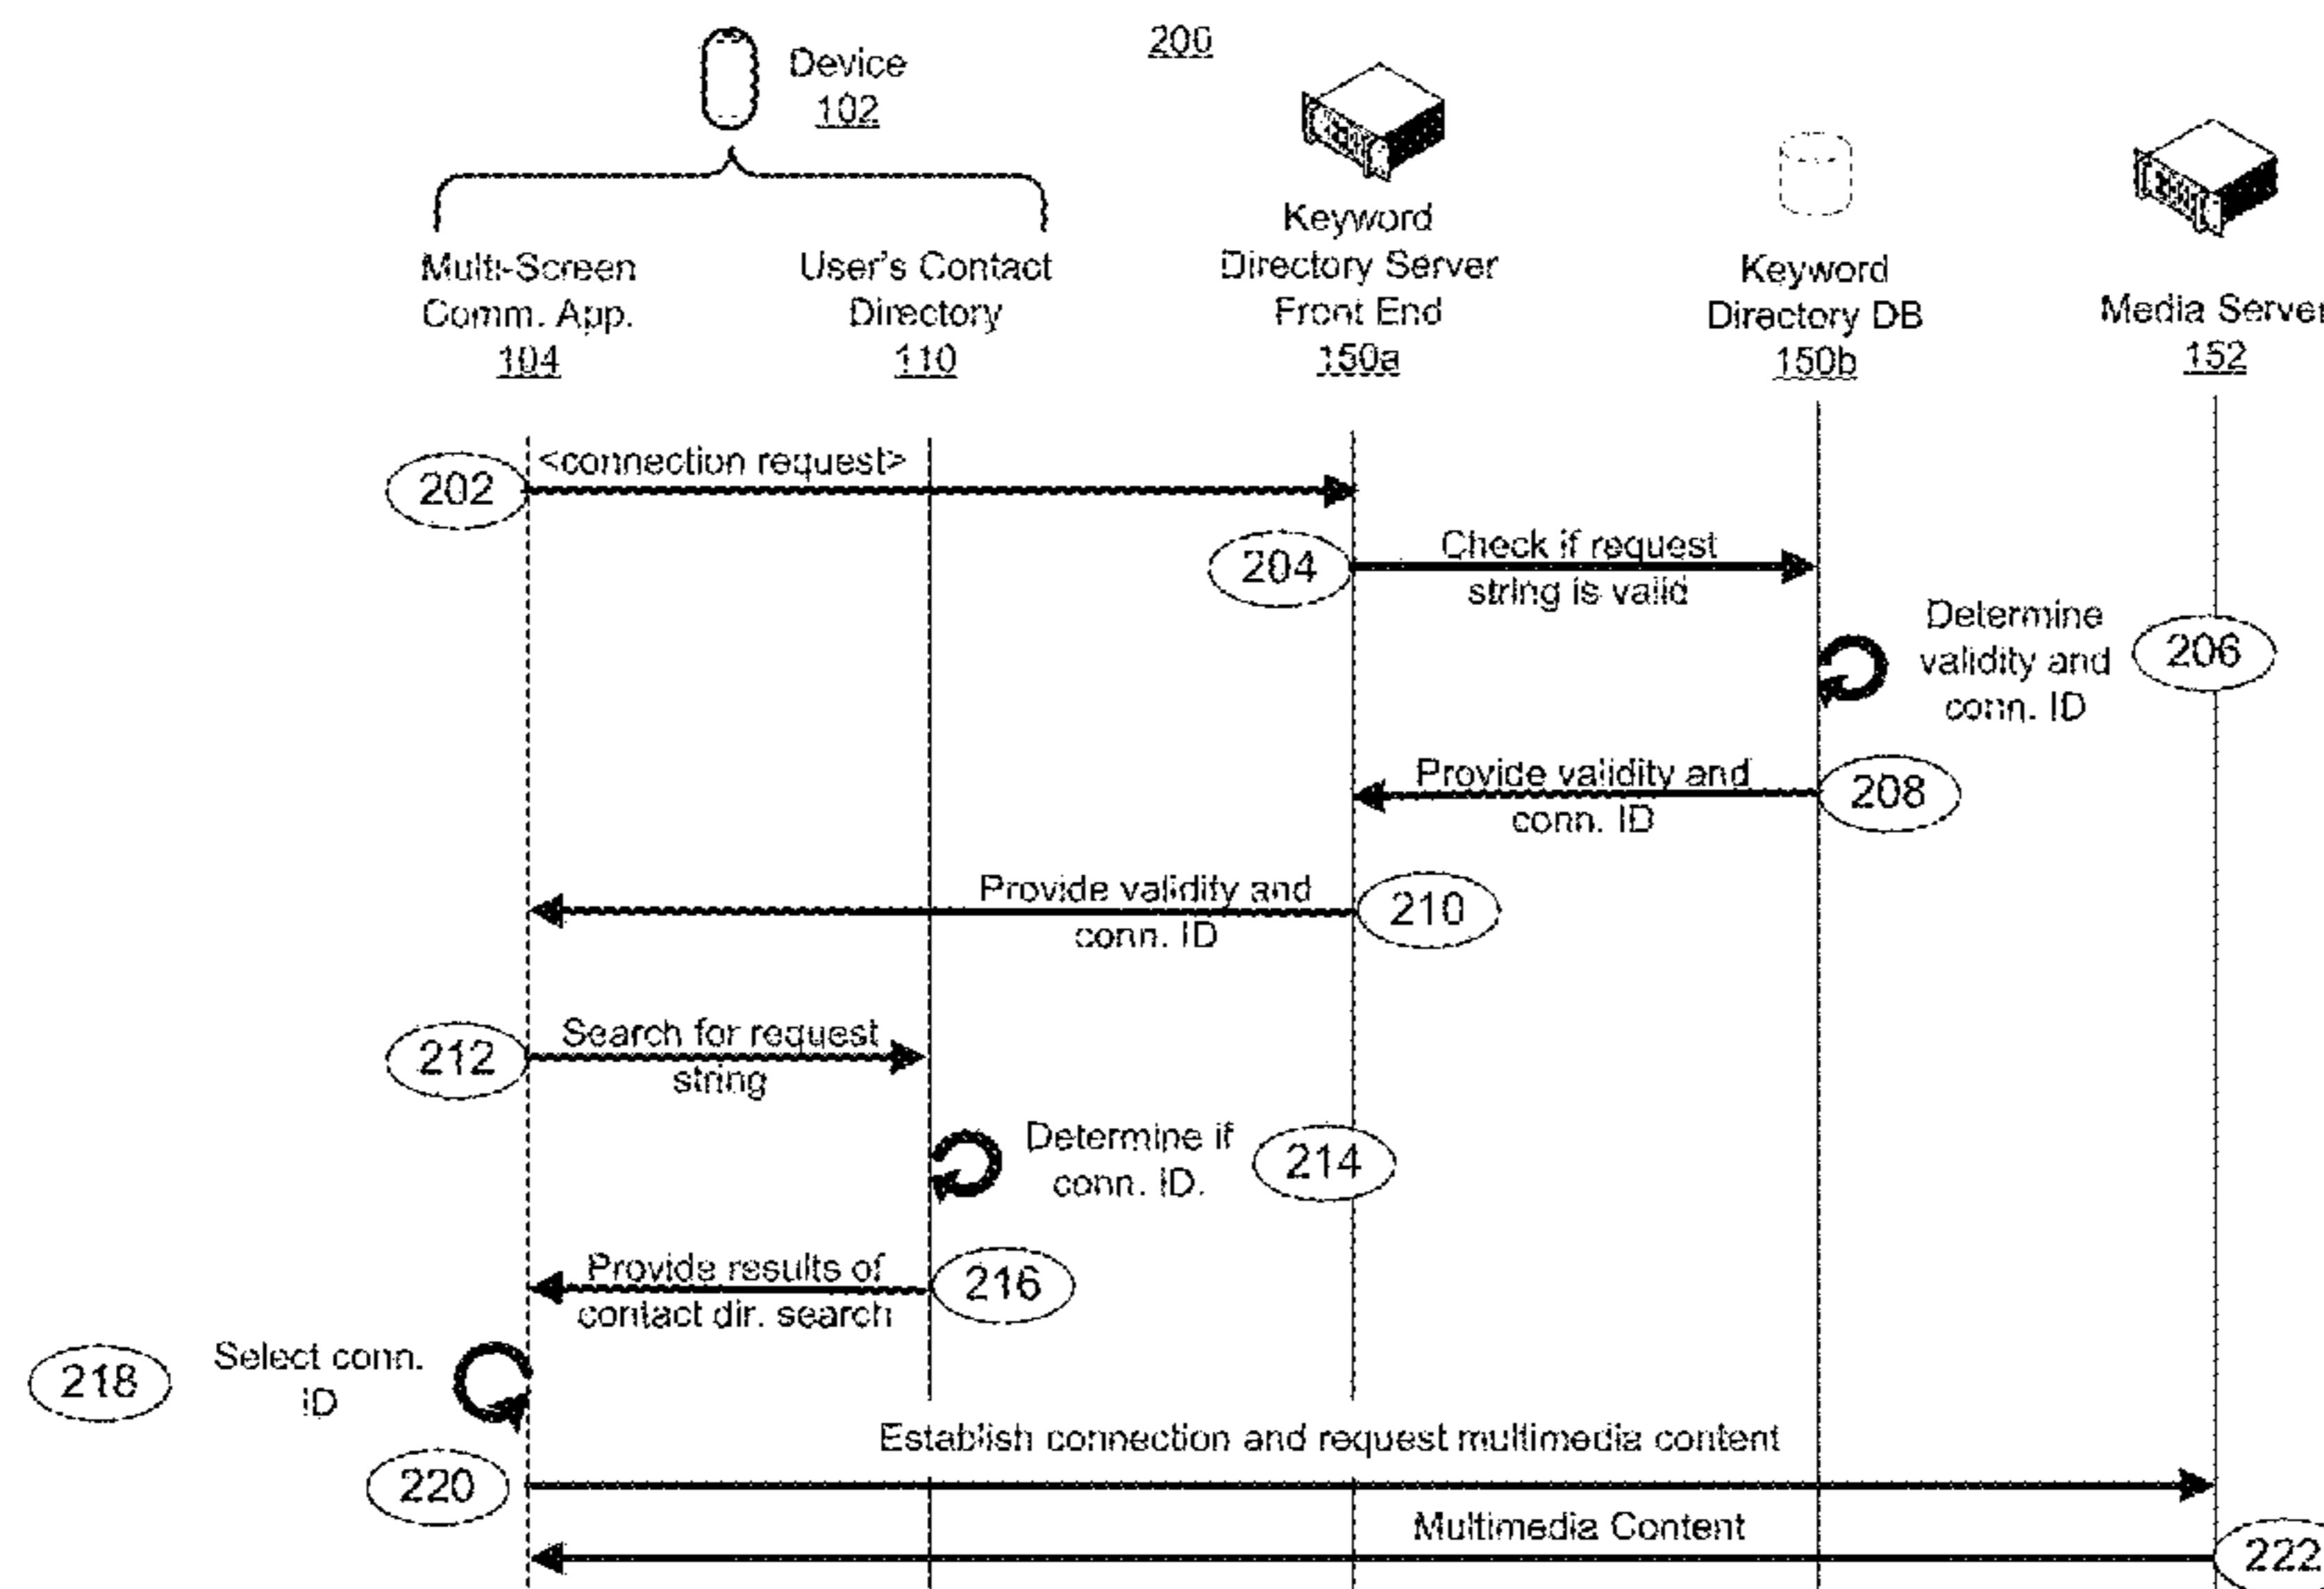 200
Device
102
Multi-Screen
Comm. App.
104
User's Contact
Directory
110
Keyword
Directory Server
Front End
150a
Keyword
Directory DB
150b
Media Server
152
<connection request>
202
204
Check if request
string is valid
Determine
validity and
conn. ID
206
Provide validity and
conn. ID
208
Provide validity and
conn. ID
210
212
Search for request
string
Determine if
conn. ID.
214
Provide results of
contact dir. search
216
218
Select conn.
ID
Establish connection and request multimedia content
220
Multimedia Content
222